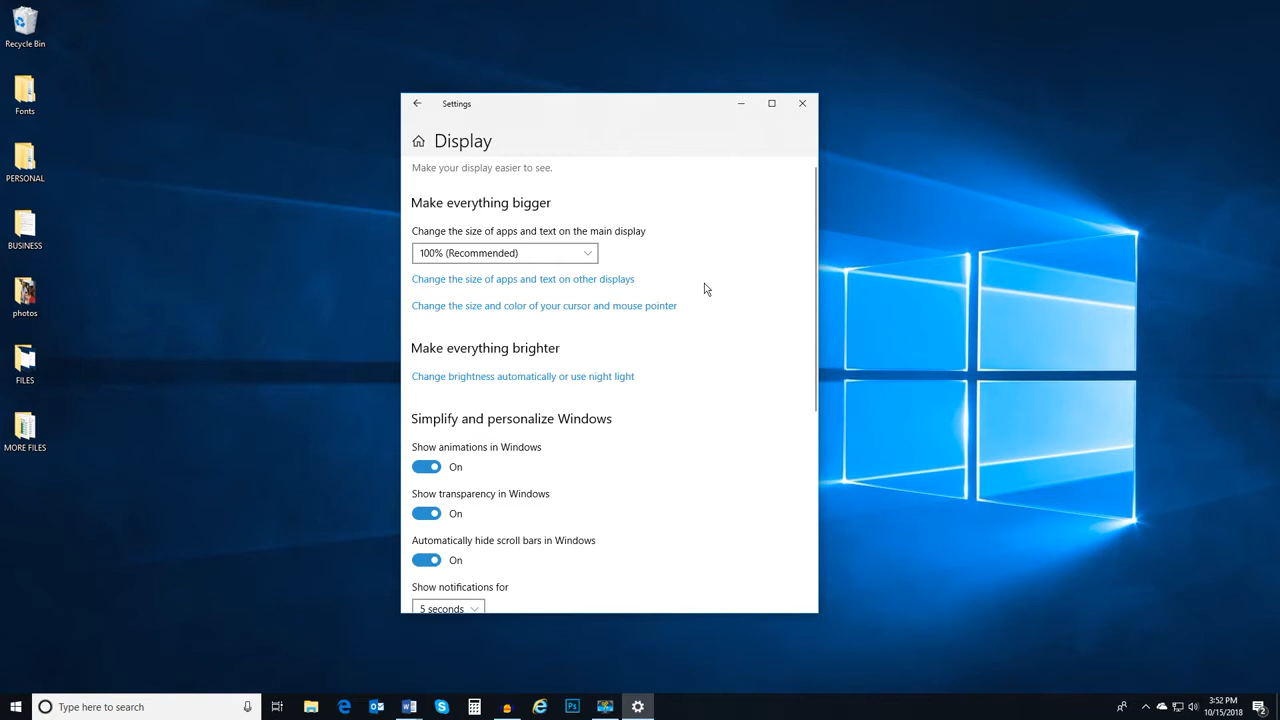 Recycle Bin
Fonts
PERSONAL
BUSINESS
photos
FILES
MORE FILES
Settings
Display
Make your display easier to see.
Make everything bigger
Change the size of apps and text on the main display
100% (Recommended)
Change the size of apps and text on other displays
Change the size and color of your cursor and mouse pointer
Make everything brighter
Change brightness automatically or use night light
Simplify and personalize Windows
Show animations in Windows
On
Show transparency in Windows
On
Automatically hide scroll bars in Windows
On
Show notifications for
5 seconds
Type here to search
Ps
3:52 PM
10/15/2018
2